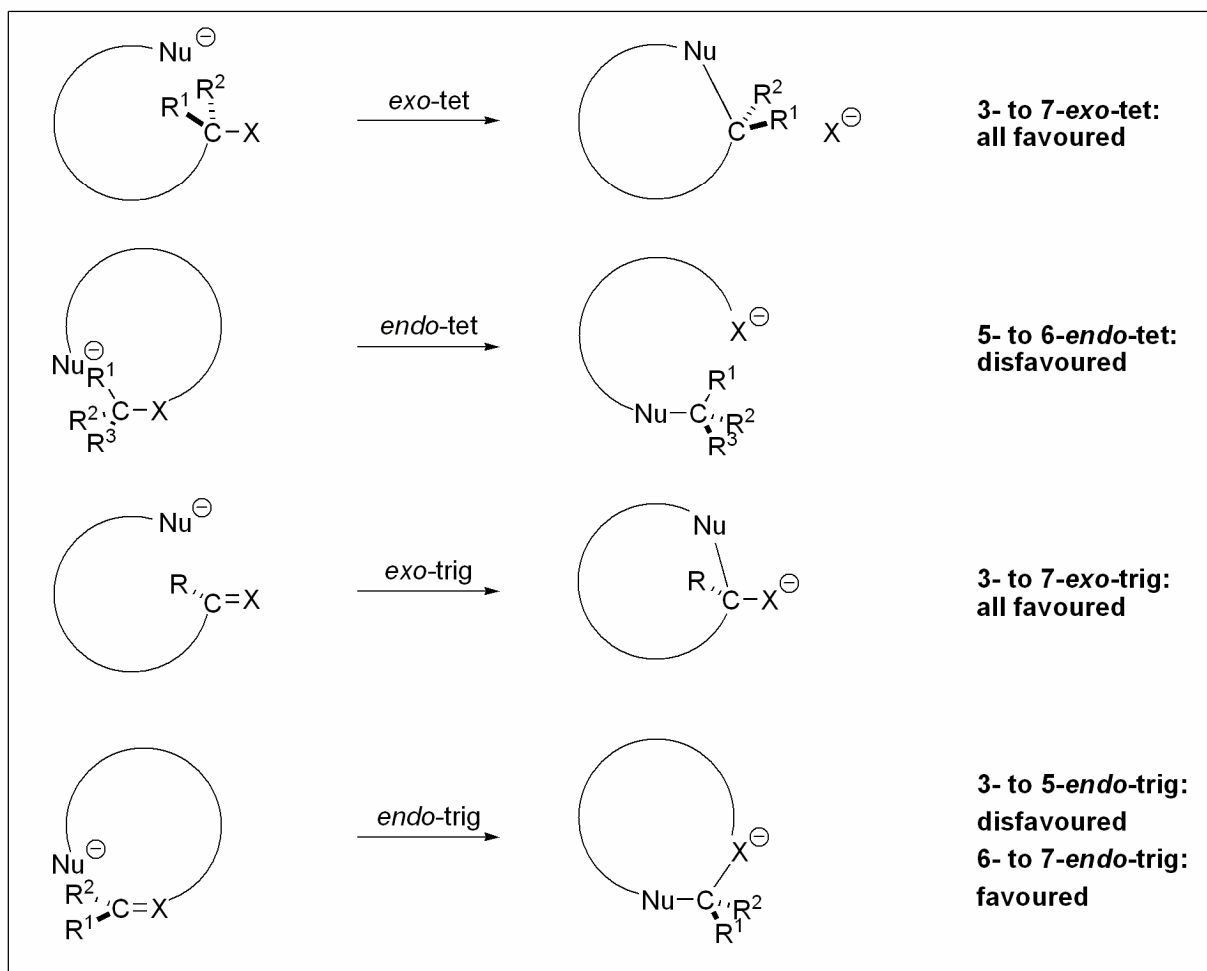 Nu⊖
R¹ R²
C–X
exo-tet
Nu
R²
C R¹ X⊖
3- to 7-exo-tet:
all favoured
Nu⊖
R¹
R² C–X
R³
endo-tet
X⊖
R¹
Nu–C R²
R³
5- to 6-endo-tet:
disfavoured
Nu⊖
R C=X
exo-trig
Nu
R C–X⊖
3- to 7-exo-trig:
all favoured
Nu⊖
R² C=X
R¹
endo-trig
X⊖
Nu–C R²
R¹
3- to 5-endo-trig:
disfavoured
6- to 7-endo-trig:
favoured